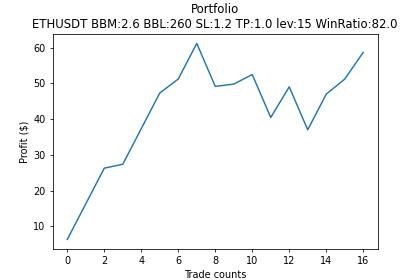 Portfolio
ETHUSDT BBM:2.6 BBL:260 SL:1.2 TP:1.0 lev:15 WinRatio:82.0
60
50
40
30
20
10
Profit ($)
0 2 4 6 8 10 12 14 16
Trade counts